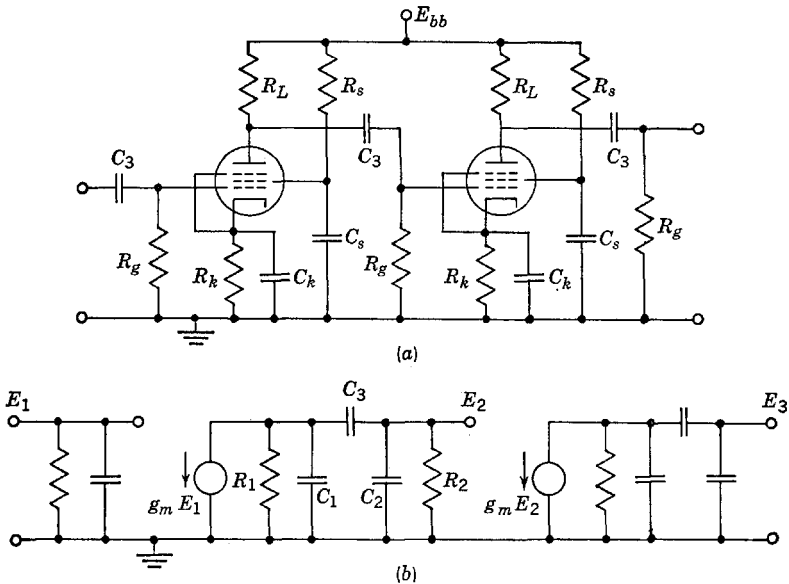 E_bb
R_L R_s R_L R_s
C_3 C_3 C_3
R_g R_k C_k C_s R_g R_k C_k C_s R_g
(a)
E_1 C_3 E_2 E_3
g_m E_1 R_1 C_1 C_2 R_2 g_m E_2
(b)